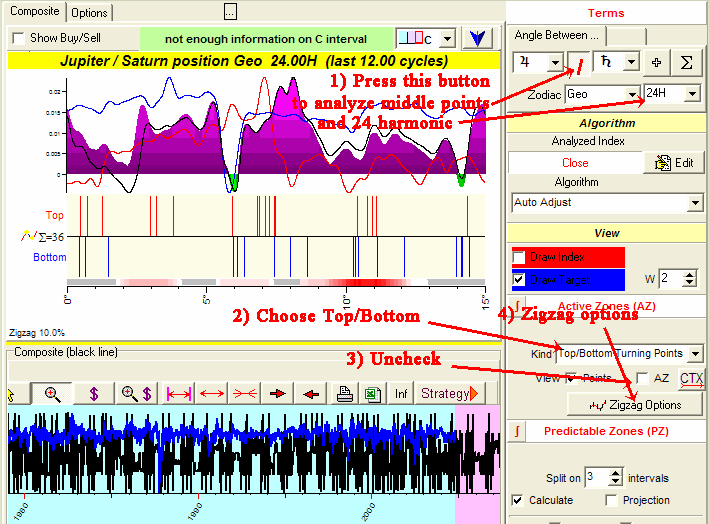 Composite
Options
...
Terms
Show Buy/Sell
not enough information on C interval
C
Angle Between ...
Jupiter / Saturn position Geo 24.00H (last 12.00 cycles)
♃
/
♄
+
Σ
1) Press this button
to analyze middle points
and 24 harmonic
Zodiac
Geo
24H
0.02
0.015
0.01
0.005
0
Algorithm
Analyzed Index
Close
Edit
Algorithm
Auto Adjust
Top
Σ=36
Bottom
View
Draw Index
Draw Target
W
2
0°
5°
10°
15°
Active Zones (AZ)
2) Choose Top/Bottom
4) Zigzag options
Zigzag 10.0%
Kind
Top/Bottom Turning Points
3) Uncheck
Composite (black line)
View
Points
AZ
CTX
Zigzag Options
$
$
Inf
Strategy
Predictable Zones (PZ)
Split on
3
intervals
Calculate
Projection
1980
1990
2000